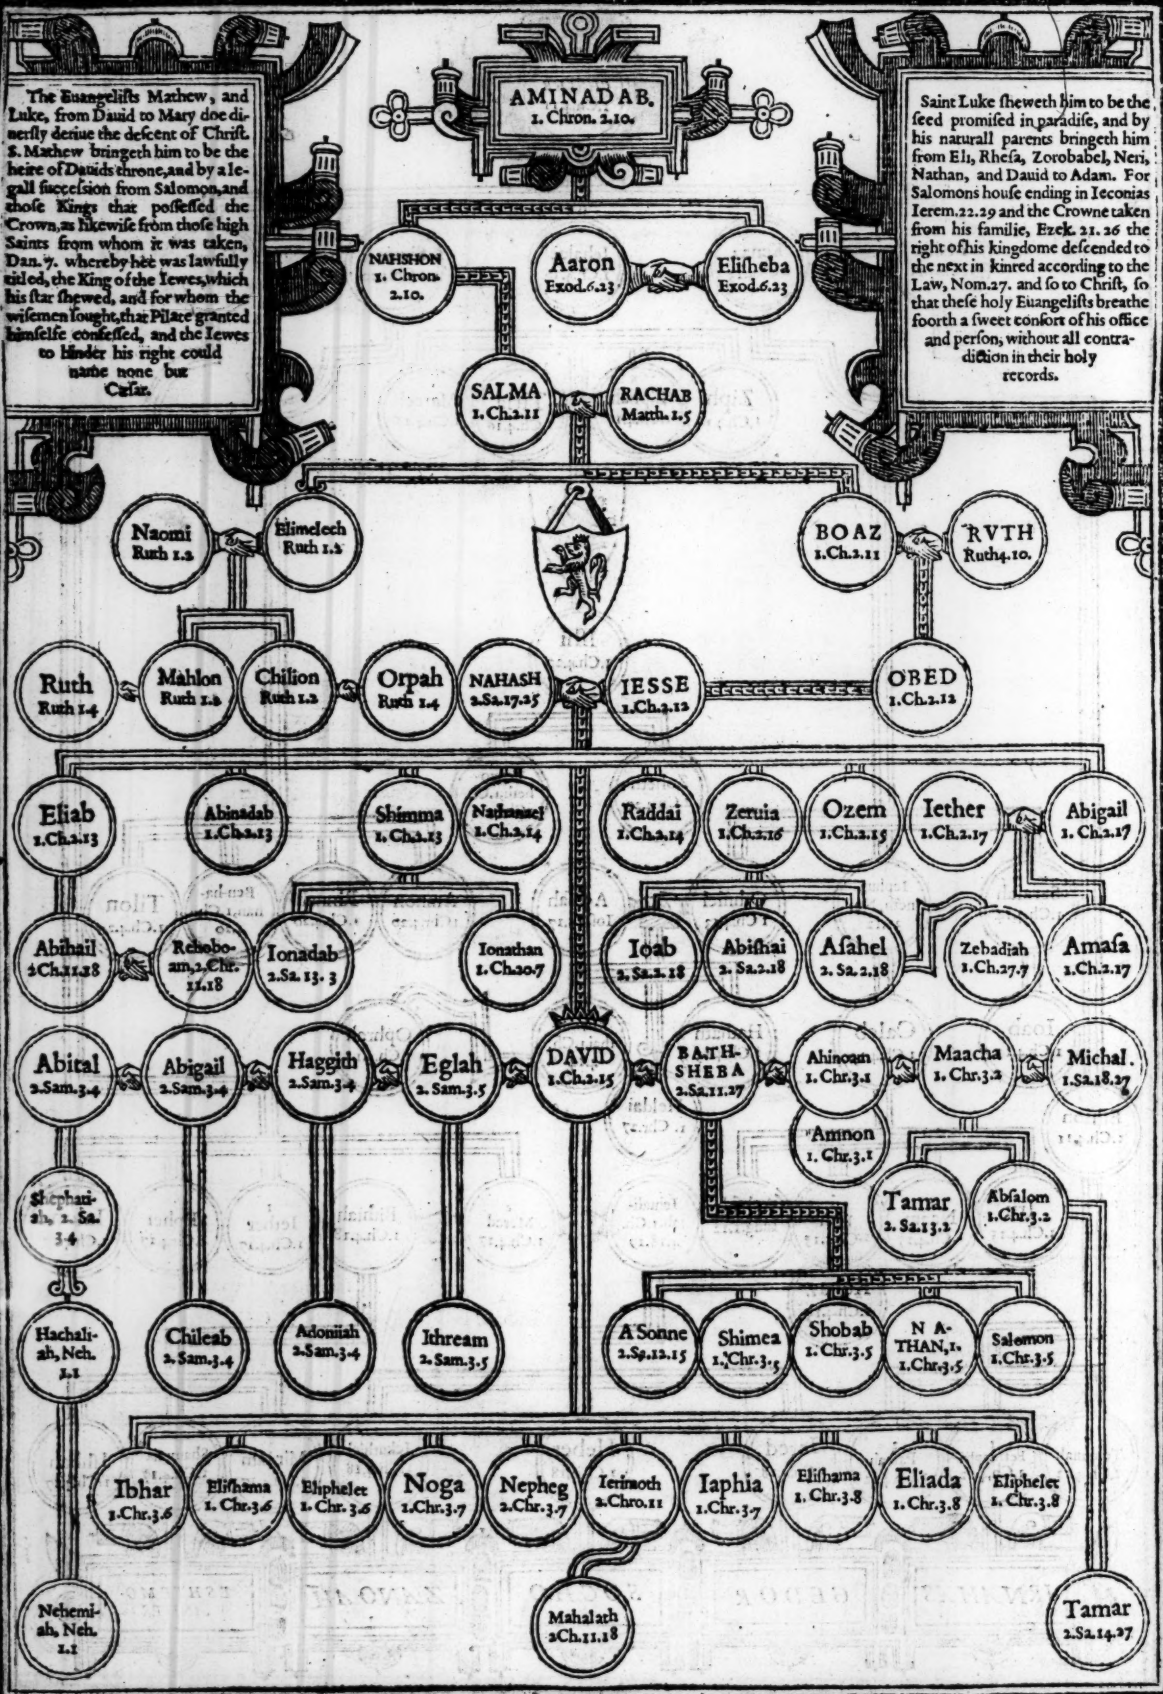 The Euangelists Mathew, and
Luke, from Dauid to Mary doe di-
uersly deriue the descent of Christ.
S. Mathew bringeth him to be the
heire of Dauids throne, and by a le-
gall succession from Salomon, and
those Kings that possessed the
Crown, as likewise from those high
Saints from whom it was taken,
Dan. 7. whereby hee was lawfully
titled, the King of the Iewes, which
his star shewed, and for whom the
wisemen sought, that Pilate granted
himselfe confessed, and the Iewes
to hinder his right could
name none but
Cæsar.
AMINADAB.
1. Chron. 2.10.
Saint Luke sheweth him to be the
seed promised in paradise, and by
his naturall parents bringeth him
from Eli, Rhesa, Zorobabel, Neri,
Nathan, and Dauid to Adam. For
Salomons house ending in Ieconias
Ierem.22.29 and the Crowne taken
from his familie, Ezek. 21.26 the
right of his kingdome descended to
the next in kinred according to the
Law, Nom.27. and so to Christ, so
that these holy Euangelists breathe
foorth a sweet consort of his office
and person, without all contra-
diction in their holy
records.
NAHSHON
1. Chron.
2.10.
Aaron
Exod.6.23
Elisheba
Exod.6.23
SALMA
1.Ch.2.11
RACHAB
Matth. 1.5
Naomi
Ruth 1.2
Elimelech
Ruth 1.2
BOAZ
1.Ch.2.11
RVTH
Ruth4.10.
Ruth
Ruth 1.4
Mahlon
Ruth 1.2
Chilion
Ruth 1.2
Orpah
Ruth 1.4
NAHASH
2.Sa.17.25
IESSE
1.Ch.2.12
OBED
1.Ch.2.12
Eliab
1.Ch.2.13
Abinadab
1.Ch.2.13
Shimma
1.Ch.2.13
Nathanael
1.Ch.2.14
Raddai
1.Ch.2.14
Zeruia
1.Ch.2.16
Ozem
1.Ch.2.15
Iether
1.Ch.2.17
Abigail
1. Ch.2.17
Abihail
2Ch.11.18
Rehobo-
am, 2. Chr.
11.18
Ionadab
2.Sa. 13. 3
Ionathan
1. Ch.20.7
Ioab
2. Sa.2.18
Abishai
2. Sa.2.18
Asahel
2. Sa.2.18
Zebadiah
1.Ch.27.7
Amasa
1.Ch.2.17
Abital
2.Sam.3.4
Abigail
2.Sam.3.4
Haggith
2.Sam.3.4
Eglah
2. Sam.3.5
DAVID
1.Ch.2.15
BATH-
SHEBA
2.Sa.11.27
Ahinoam
1. Chr.3.1
Maacha
1. Chr.3.2
Michal.
1.Sa.18.27
Amnon
1. Chr.3.1
Shephati-
ah, 2. Sa.
3.4
Tamar
2. Sa.13.2
Absalom
1.Chr.3.2
Hachali-
ah, Neh.
1.1
Chileab
2. Sam.3.4
Adoniiah
2.Sam.3.4
Ithream
2. Sam.3.5
A Sonne
2.Sa.12.15
Shimea
1. Chr.3.5
Shobab
1. Chr.3.5
NA-
THAN, 1.
1.Chr.3.5
Salomon
1.Chr.3.5
Ibhar
1.Chr.3.6
Elishama
1. Chr.3.6
Eliphelet
1. Chr.3.6
Noga
1.Chr.3.7
Nepheg
2.Chr.3.7
Ierimoth
2.Chro.11
Iaphia
1.Chr.3.7
Elishama
1. Chr.3.8
Eliada
1. Chr.3.8
Eliphelet
1. Chr.3.8
Nehemi-
ah, Neh.
1.1
Mahalath
2Ch.11.18
Tamar
2.Sa.14.27